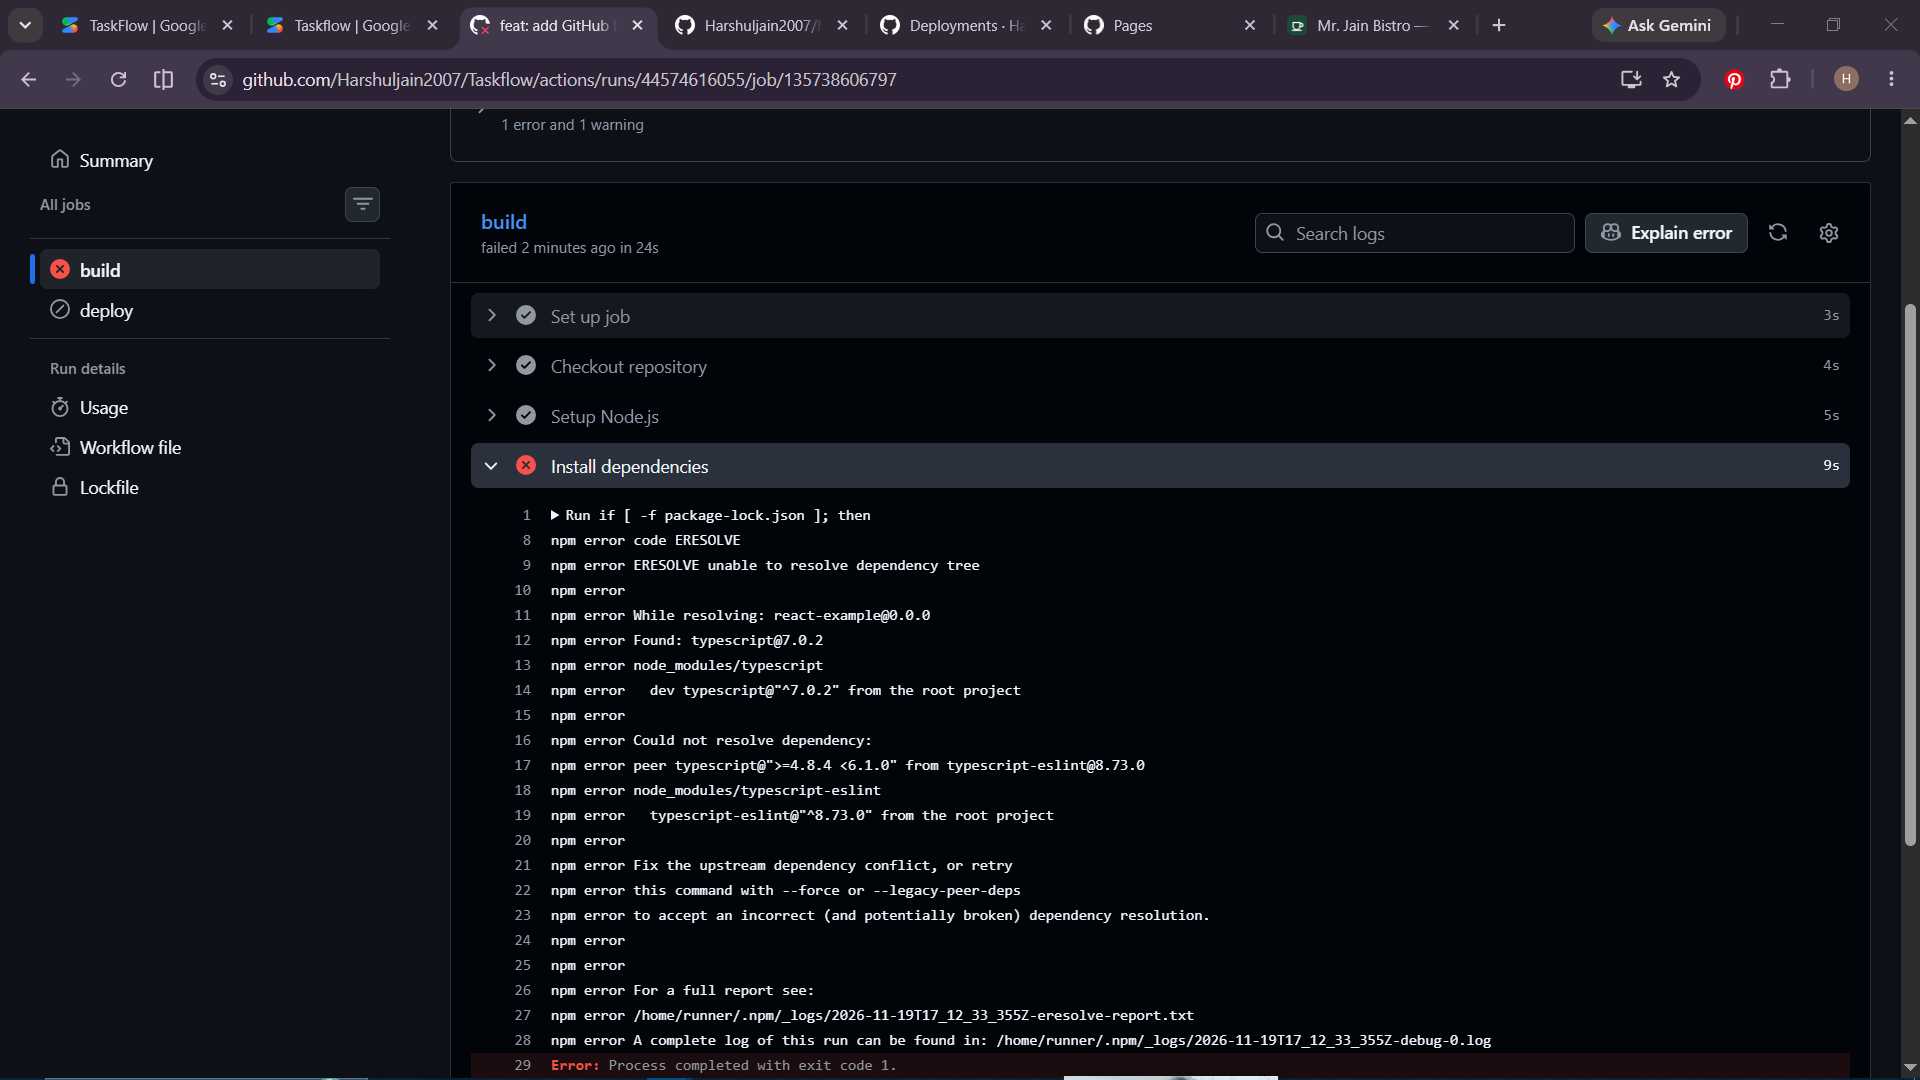 TaskFlow | Google
Taskflow | Google
feat: add GitHub
Harshuljain2007/
Deployments · Ha
Pages
Mr. Jain Bistro —
Ask Gemini
github.com/Harshuljain2007/Taskflow/actions/runs/44574616055/job/135738606797
H
1 error and 1 warning
Summary
All jobs
build
deploy
Run details
Usage
Workflow file
Lockfile
build
failed 2 minutes ago in 24s
Search logs
Explain error
Set up job 3s
Checkout repository 4s
Setup Node.js 5s
Install dependencies 9s
1 Run if [ -f package-lock.json ]; then
8 npm error code ERESOLVE
9 npm error ERESOLVE unable to resolve dependency tree
10 npm error
11 npm error While resolving: react-example@0.0.0
12 npm error Found: typescript@7.0.2
13 npm error node_modules/typescript
14 npm error   dev typescript@"^7.0.2" from the root project
15 npm error
16 npm error Could not resolve dependency:
17 npm error peer typescript@">=4.8.4 <6.1.0" from typescript-eslint@8.73.0
18 npm error node_modules/typescript-eslint
19 npm error   typescript-eslint@"^8.73.0" from the root project
20 npm error
21 npm error Fix the upstream dependency conflict, or retry
22 npm error this command with --force or --legacy-peer-deps
23 npm error to accept an incorrect (and potentially broken) dependency resolution.
24 npm error
25 npm error
26 npm error For a full report see:
27 npm error /home/runner/.npm/_logs/2026-11-19T17_12_33_355Z-eresolve-report.txt
28 npm error A complete log of this run can be found in: /home/runner/.npm/_logs/2026-11-19T17_12_33_355Z-debug-0.log
29 Error: Process completed with exit code 1.